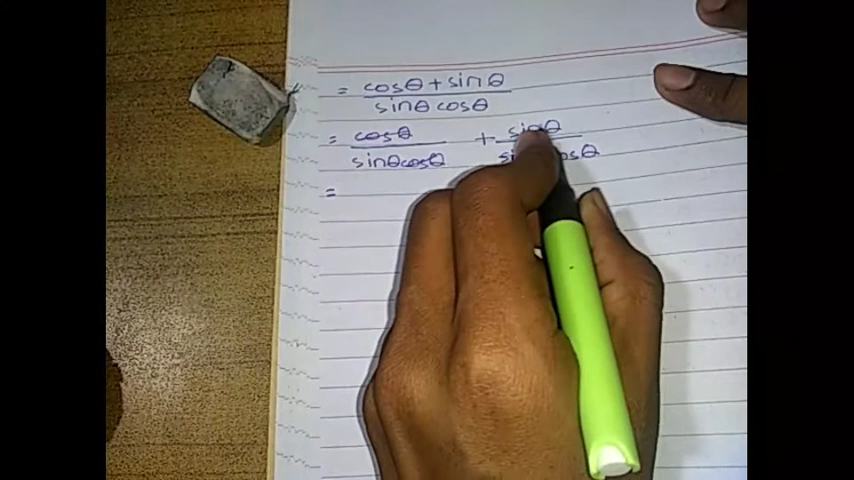 = cosθ + sinθ / sinθ cosθ
= cosθ / sinθcosθ + sinθ / sinθcosθ
=